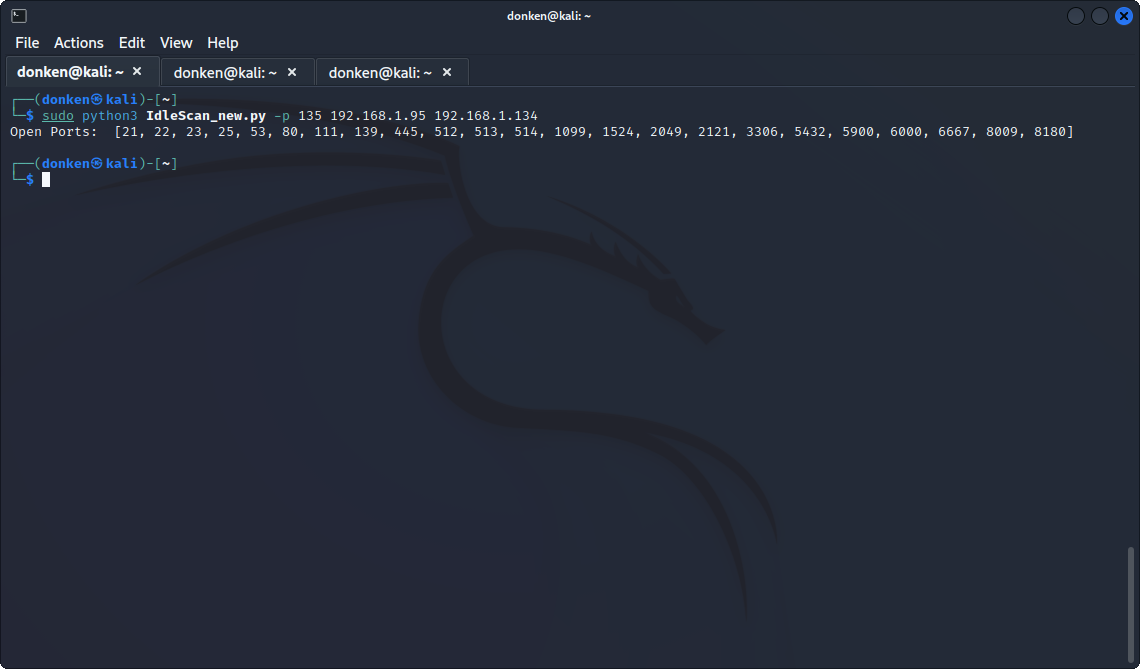 donken@kali: ~
File Actions Edit View Help
donken@kali: ~ × donken@kali: ~ × donken@kali: ~ ×
┌──(donken㉿kali)-[~]
└─$ sudo python3 IdleScan_new.py -p 135 192.168.1.95 192.168.1.134
Open Ports:  [21, 22, 23, 25, 53, 80, 111, 139, 445, 512, 513, 514, 1099, 1524, 2049, 2121, 3306, 5432, 5900, 6000, 6667, 8009, 8180]
┌──(donken㉿kali)-[~]
└─$